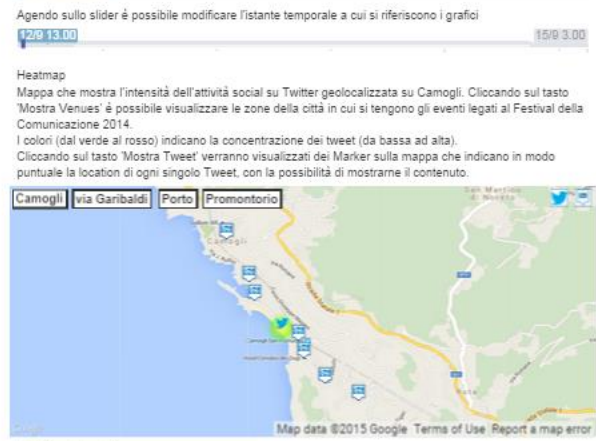 Agendo sullo slider è possibile modificare l'istante temporale a cui si riferiscono i grafici
12/9 13.00
15/9 3.00
Heatmap
Mappa che mostra l'intensità dell'attività social su Twitter geolocalizzata su Camogli. Cliccando sul tasto
'Mostra Venues' è possibile visualizzare le zone della città in cui si tengono gli eventi legati al Festival della
Comunicazione 2014.
I colori (dal verde al rosso) indicano la concentrazione dei tweet (da bassa ad alta).
Cliccando sul tasto 'Mostra Tweet' verranno visualizzati dei Marker sulla mappa che indicano in modo
puntuale la location di ogni singolo Tweet, con la possibilità di mostrarne il contenuto.
Camogli via Garibaldi Porto Promontorio
San Martino
di Noreto
Camogli
Ruta
Google
Map data ©2015 Google Terms of Use Report a map error